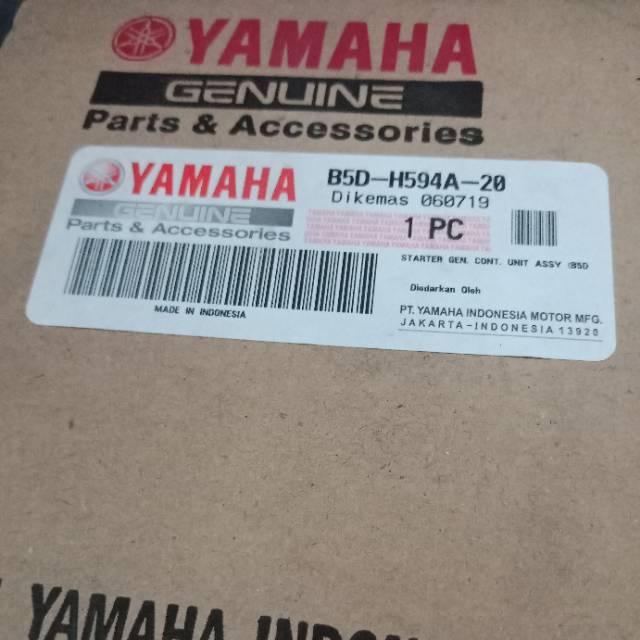 YAMAHA
GENUINE
Parts & Accessories
YAMAHA
GENUINE
Parts & Accessories
MADE IN INDONESIA
B5D-H594A-20
Dikemas 060719
1 PC
STARTER GEN. CONT. UNIT ASSY (B5D
Diedarkan Oleh
PT. YAMAHA INDONESIA MOTOR MFG.
JAKARTA-INDONESIA 13920
YAMAHA